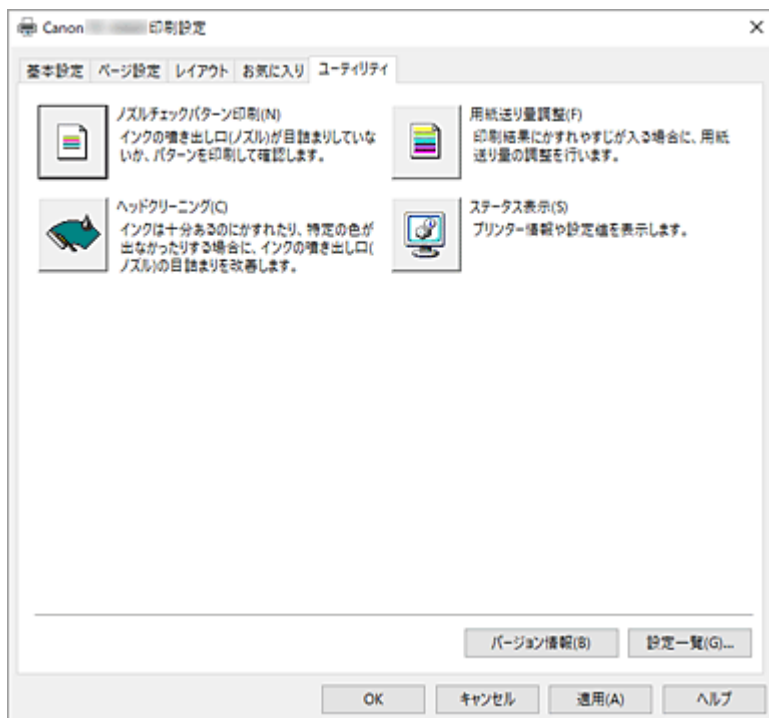 Canon 印刷設定
基本設定 ページ設定 レイアウト お気に入り ユーティリティ
ノズルチェックパターン印刷(N)
インクの噴き出し口(ノズル)が目詰まりしていな
いか、パターンを印刷して確認します。
用紙送り量調整(F)
印刷結果にかすれやすじが入る場合に、用紙
送り量の調整を行います。
ヘッドクリーニング(C)
インクは十分あるのにかすれたり、特定の色が
出なかったりする場合に、インクの噴き出し口(
ノズル)の目詰まりを改善します。
ステータス表示(S)
プリンター情報や設定値を表示します。
バージョン情報(B) 設定一覧(G)...
OK キャンセル 適用(A) ヘルプ